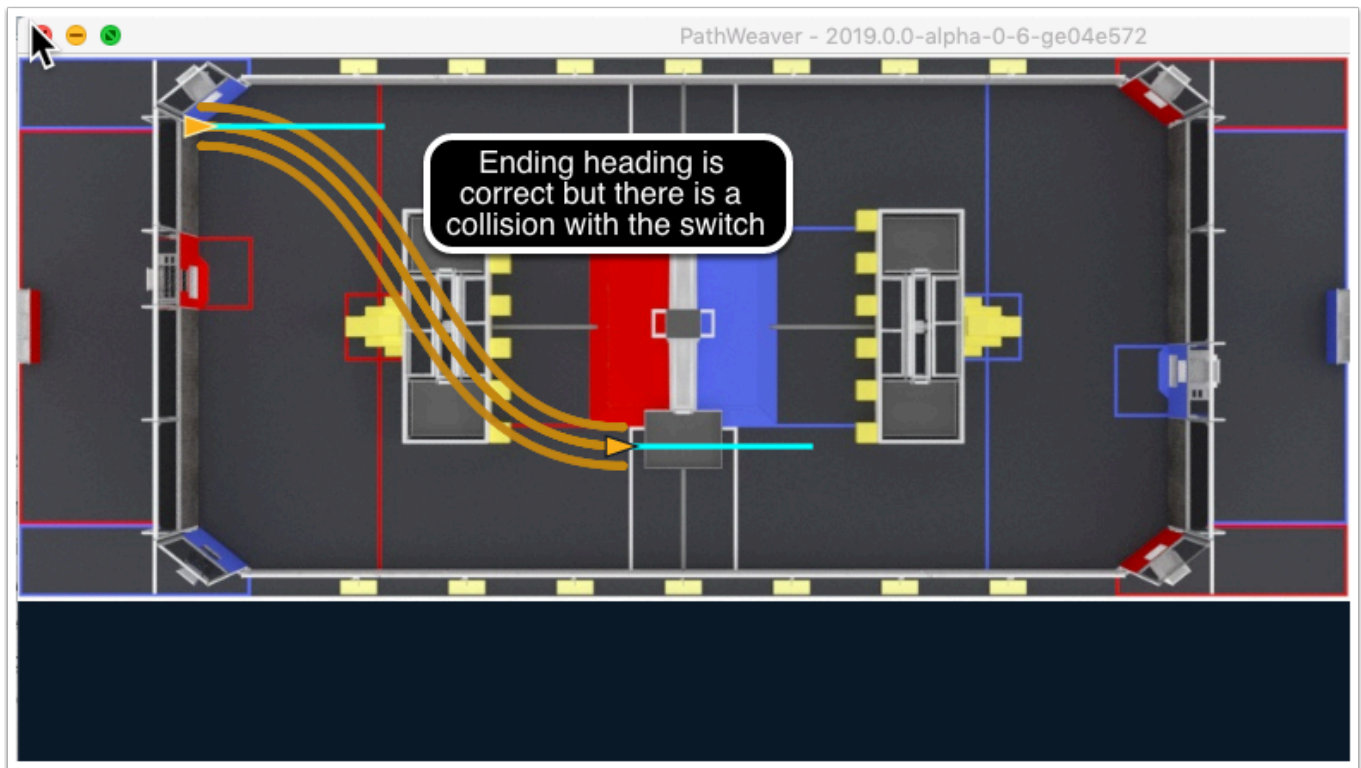 PathWeaver - 2019.0.0-alpha-0-6-ge04e572
Ending heading is
correct but there is a
collision with the switch